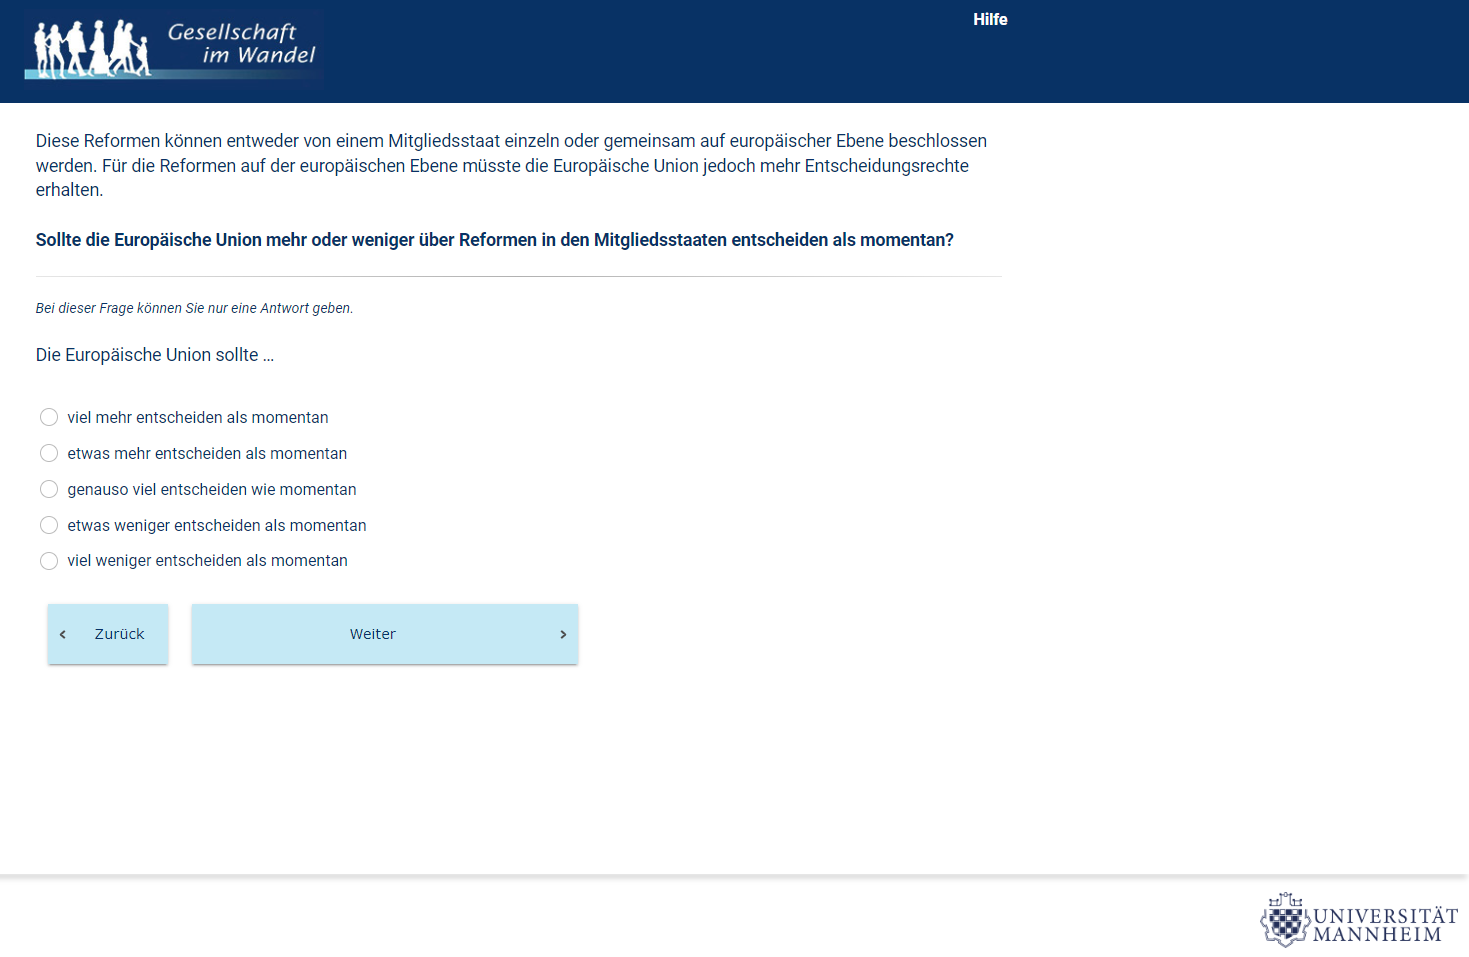 Gesellschaft
im Wandel
Hilfe
Diese Reformen können entweder von einem Mitgliedsstaat einzeln oder gemeinsam auf europäischer Ebene beschlossen
werden. Für die Reformen auf der europäischen Ebene müsste die Europäische Union jedoch mehr Entscheidungsrechte
erhalten.
Sollte die Europäische Union mehr oder weniger über Reformen in den Mitgliedsstaaten entscheiden als momentan?
Bei dieser Frage können Sie nur eine Antwort geben.
Die Europäische Union sollte ...
viel mehr entscheiden als momentan
etwas mehr entscheiden als momentan
genauso viel entscheiden wie momentan
etwas weniger entscheiden als momentan
viel weniger entscheiden als momentan
‹ Zurück
Weiter ›
UNIVERSITÄT
MANNHEIM